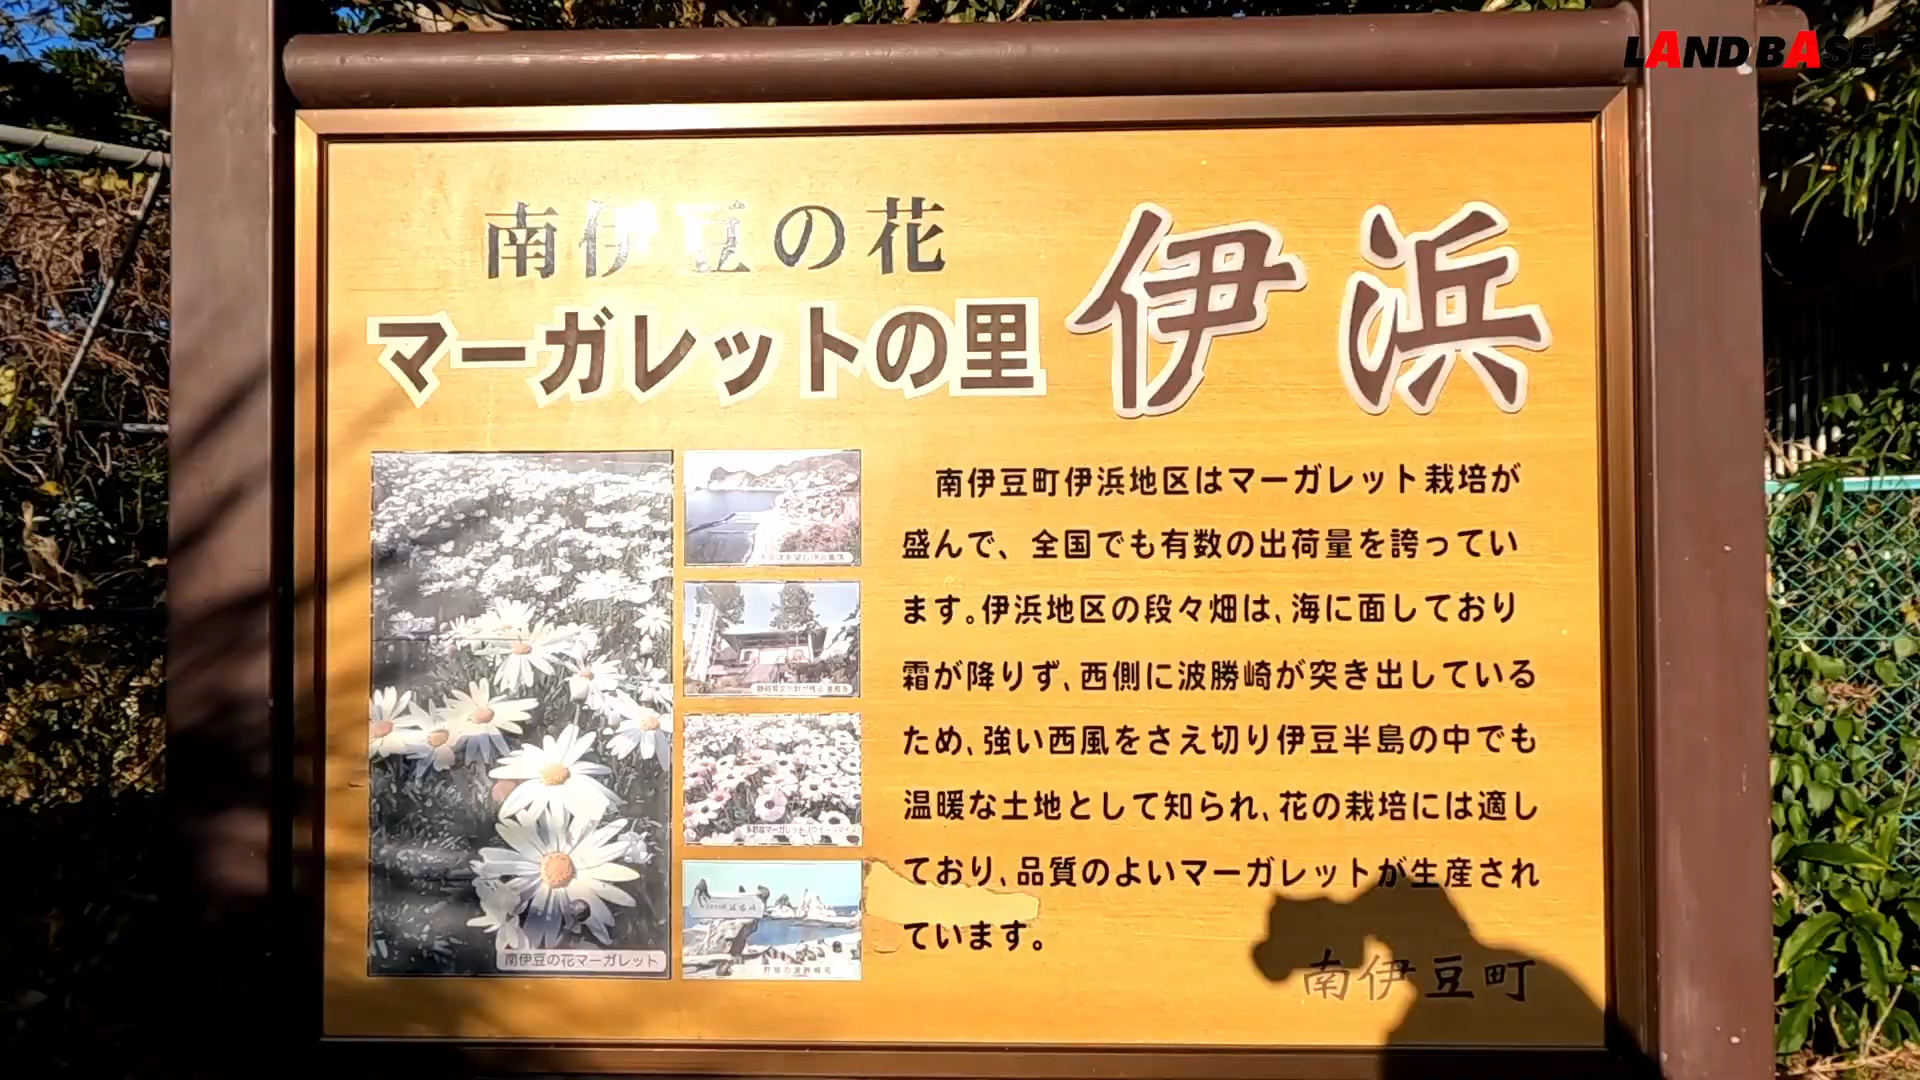 LAND BASE
南伊豆の花
マーガレットの里
伊浜
南伊豆町伊浜地区はマーガレット栽培が
盛んで、全国でも有数の出荷量を誇ってい
ます。伊浜地区の段々畑は、海に面しており
霜が降りず、西側に波勝崎が突き出している
ため、強い西風をさえ切り伊豆半島の中でも
温暖な土地として知られ、花の栽培には適し
ており、品質のよいマーガレットが生産され
ています。
南伊豆町
南伊豆の花マーガレット